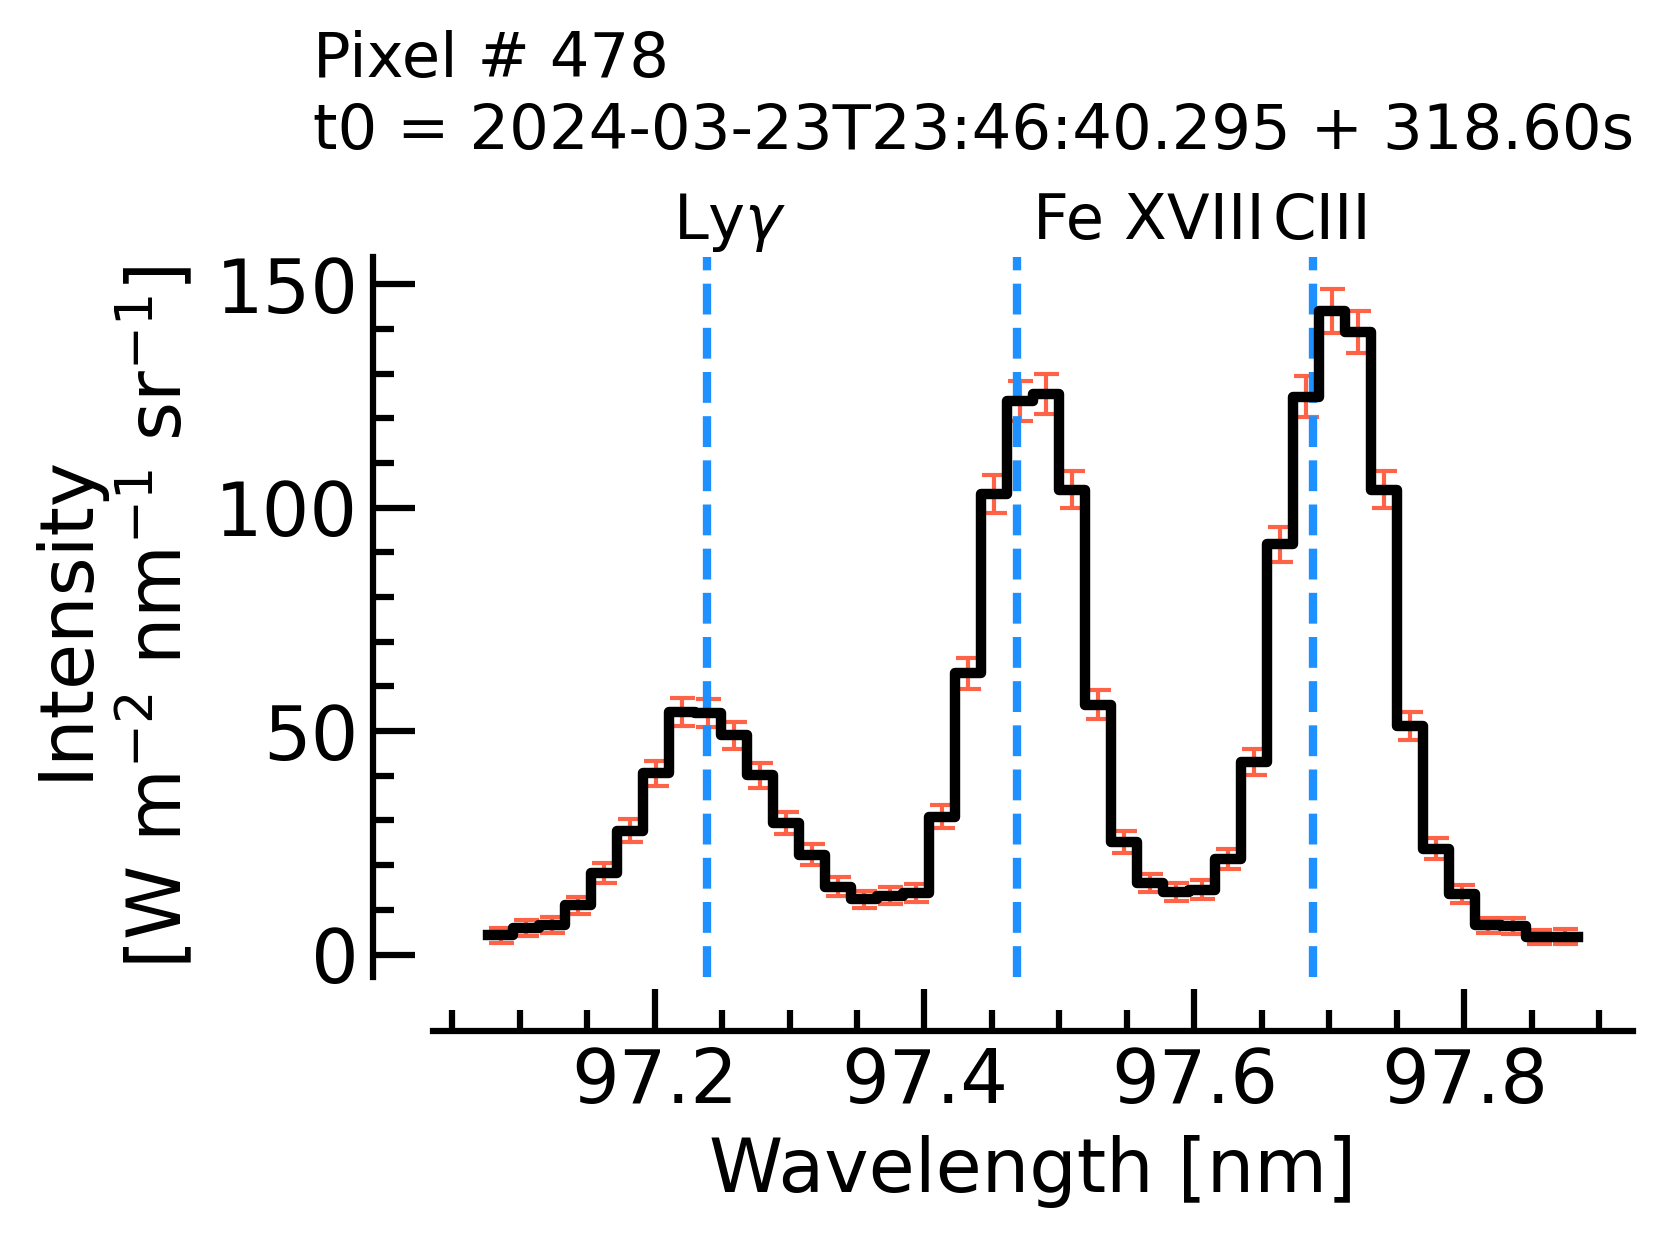 Pixel # 478
t0 = 2024-03-23T23:46:40.295 + 318.60s
Lyγ Fe XVIII CIII
Intensity
[W m⁻² nm⁻¹ sr⁻¹]
150
100
50
0
97.2 97.4 97.6 97.8
Wavelength [nm]